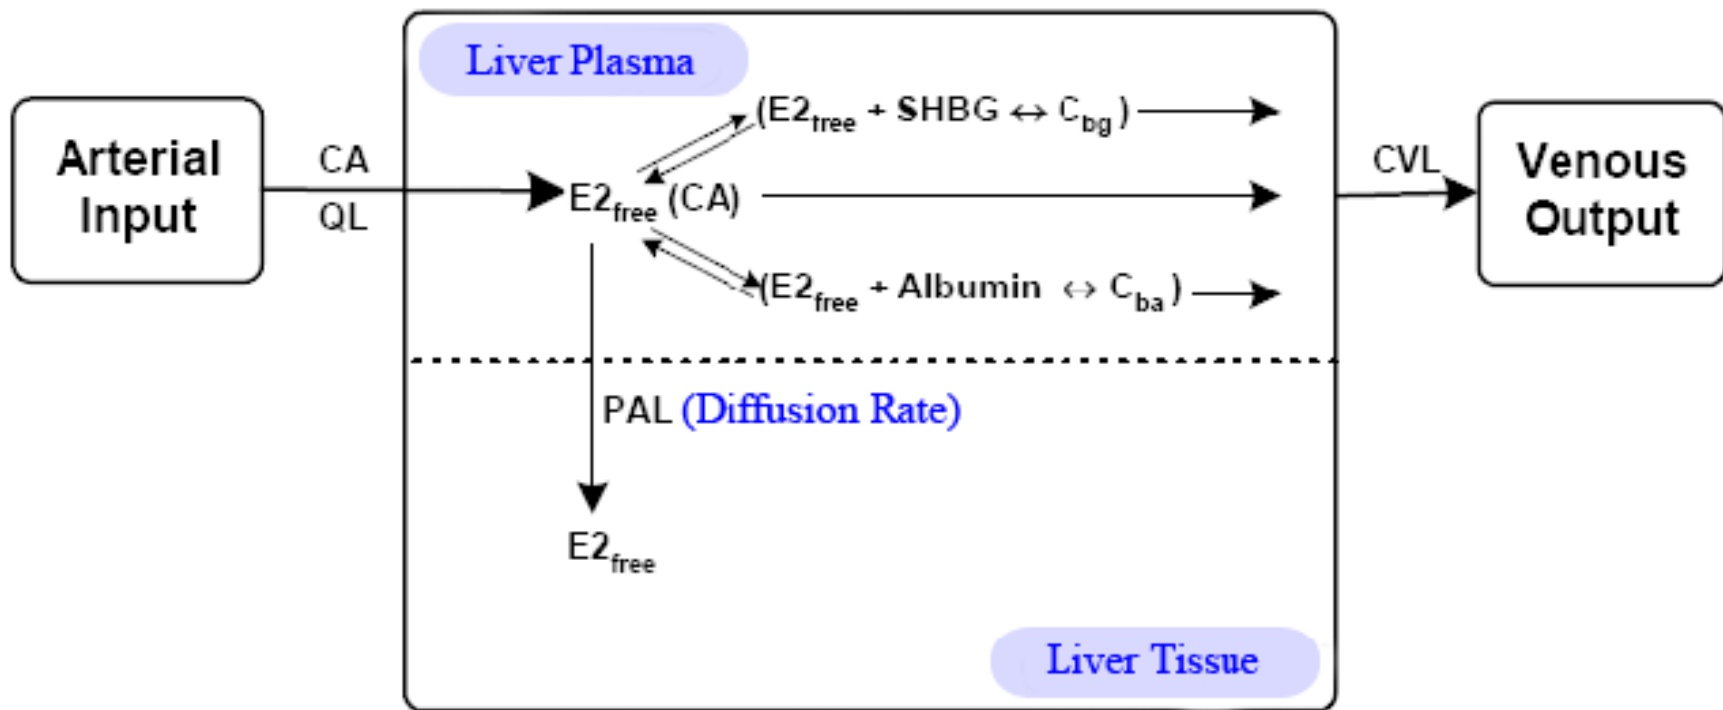 Liver Plasma
Arterial
Input
CA
QL
(E2free + SHBG ↔ Cbg)
E2free (CA)
(E2free + Albumin ↔ Cba)
CVL
Venous
Output
PAL (Diffusion Rate)
E2free
Liver Tissue